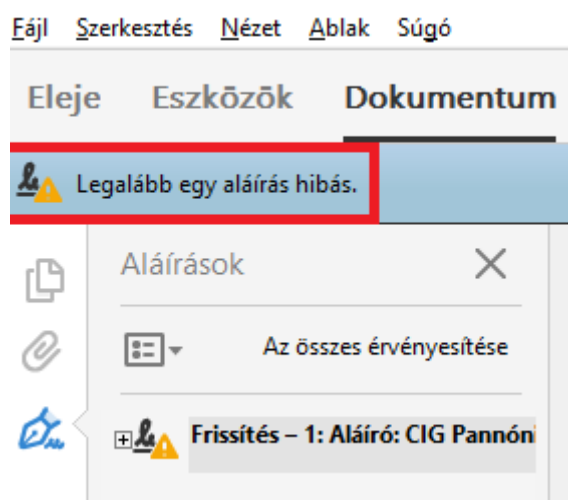 Fájl Szerkesztés Nézet Ablak Súgó
Eleje Eszközök Dokumentum
Legalább egy aláírás hibás.
Aláírások
Az összes érvényesítése
Frissítés – 1: Aláíró: CIG Pannóni